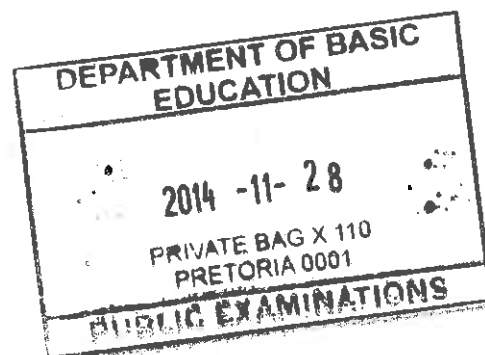 DEPARTMENT OF BASIC
EDUCATION
2014 -11- 28
PRIVATE BAG X 110
PRETORIA 0001
PUBLIC EXAMINATIONS